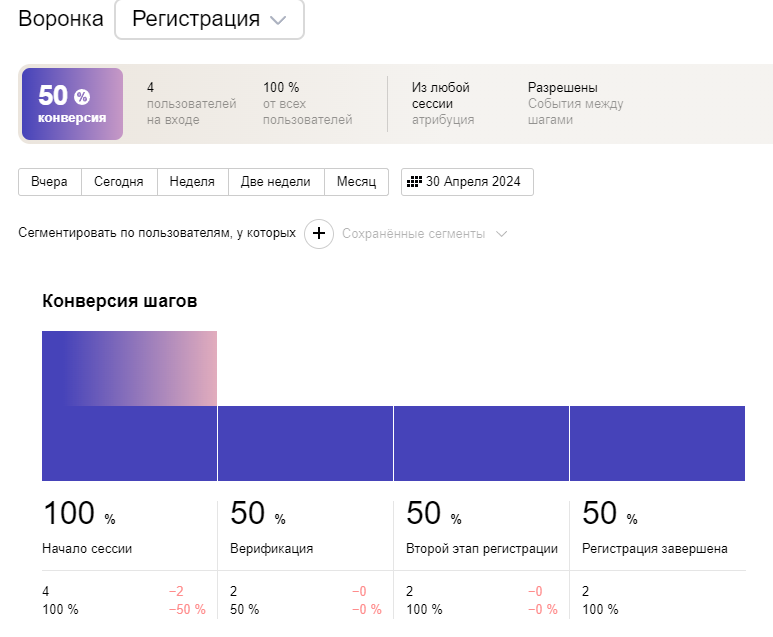 Воронка Регистрация
50 %
конверсия
4
пользователей
на входе
100 %
от всех
пользователей
Из любой
сессии
атрибуция
Разрешены
События между
шагами
Вчера Сегодня Неделя Две недели Месяц 30 Апреля 2024
Сегментировать по пользователям, у которых + Сохранённые сегменты
Конверсия шагов
100 % 50 % 50 % 50 %
Начало сессии Верификация Второй этап регистрации Регистрация завершена
4 −2 2 −0 2 −0 2
100 % −50 % 50 % −0 % 100 % −0 % 100 %